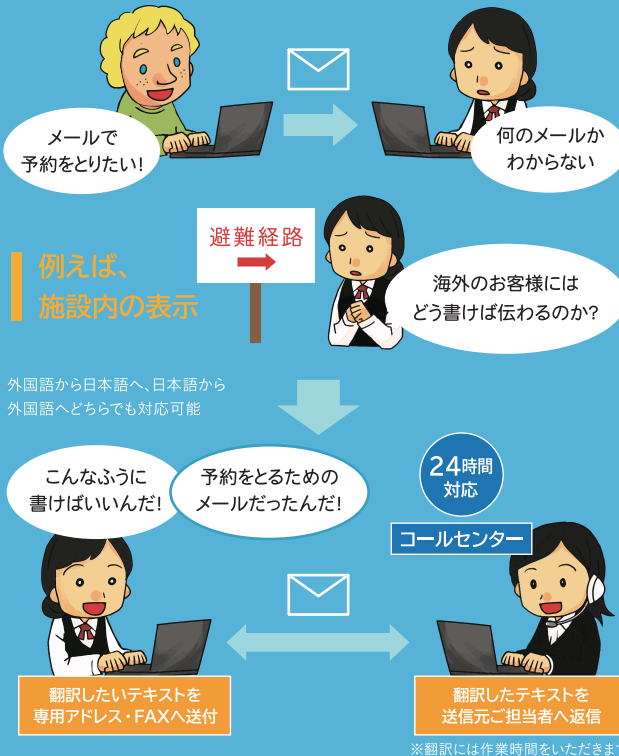 メールで
予約をとりたい!
何のメールか
わからない
避難経路
例えば、
施設内の表示
海外のお客様には
どう書けば伝わるのか?
外国語から日本語へ、日本語から
外国語へどちらでも対応可能
こんなふうに
書けばいいんだ!
予約をとるための
メールだったんだ!
24時間
対応
コールセンター
翻訳したいテキストを
専用アドレス・FAXへ送付
翻訳したテキストを
送信元ご担当者へ返信
※翻訳には作業時間をいただきま